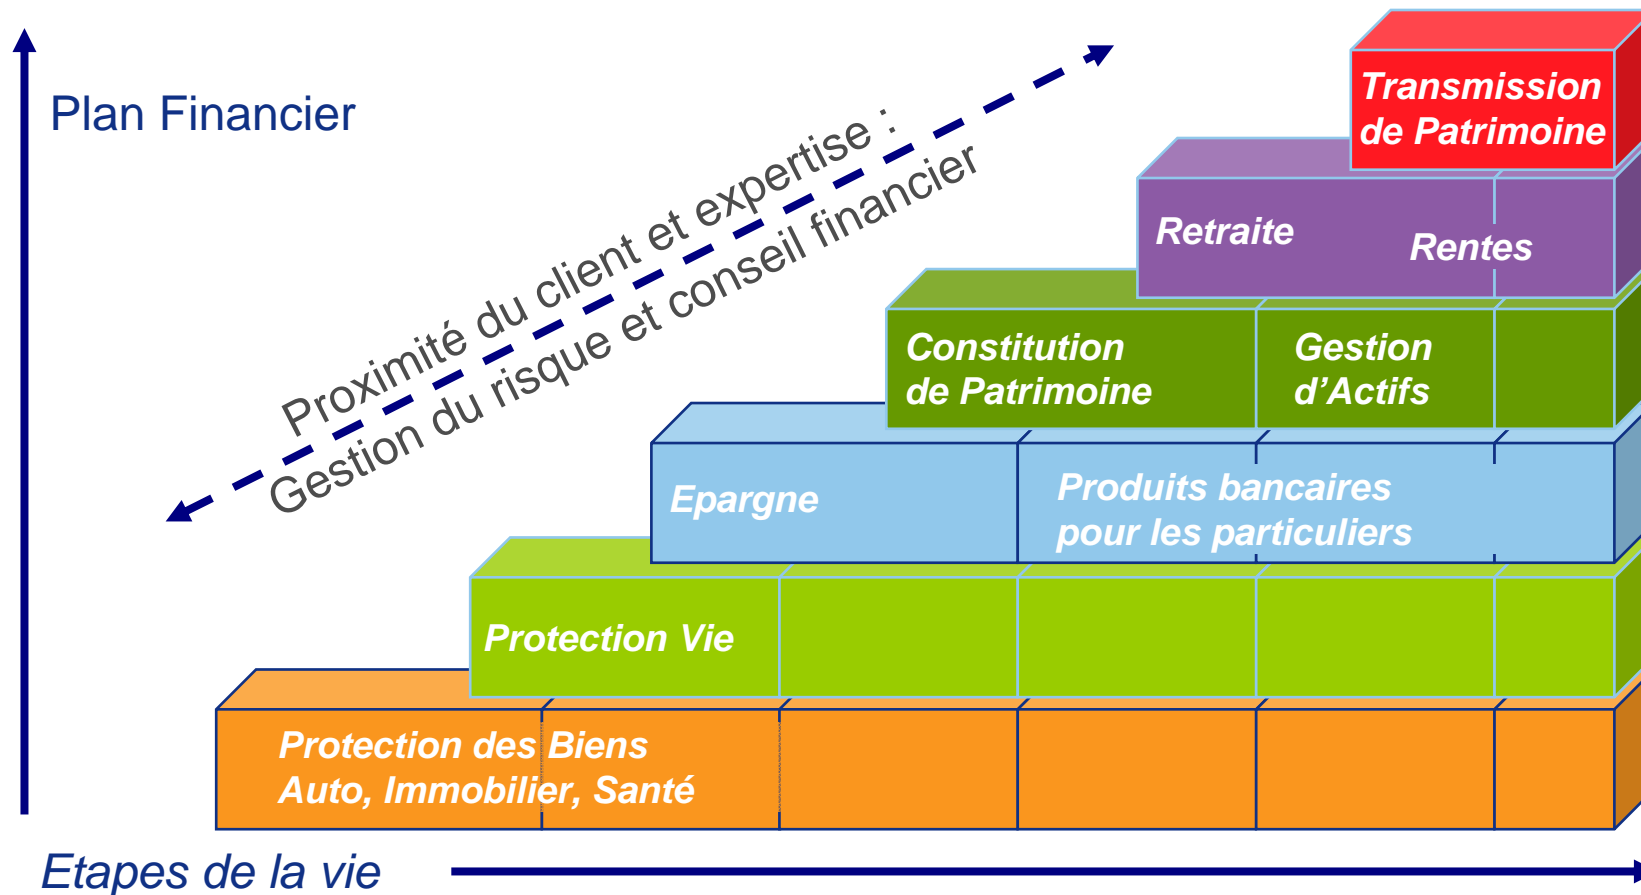 Plan Financier
Proximité du client et expertise :
Gestion du risque et conseil financier
Transmission
de Patrimoine
Retraite
Rentes
Constitution
de Patrimoine
Gestion
d’Actifs
Epargne
Produits bancaires
pour les particuliers
Protection Vie
Protection des Biens
Auto, Immobilier, Santé
Etapes de la vie